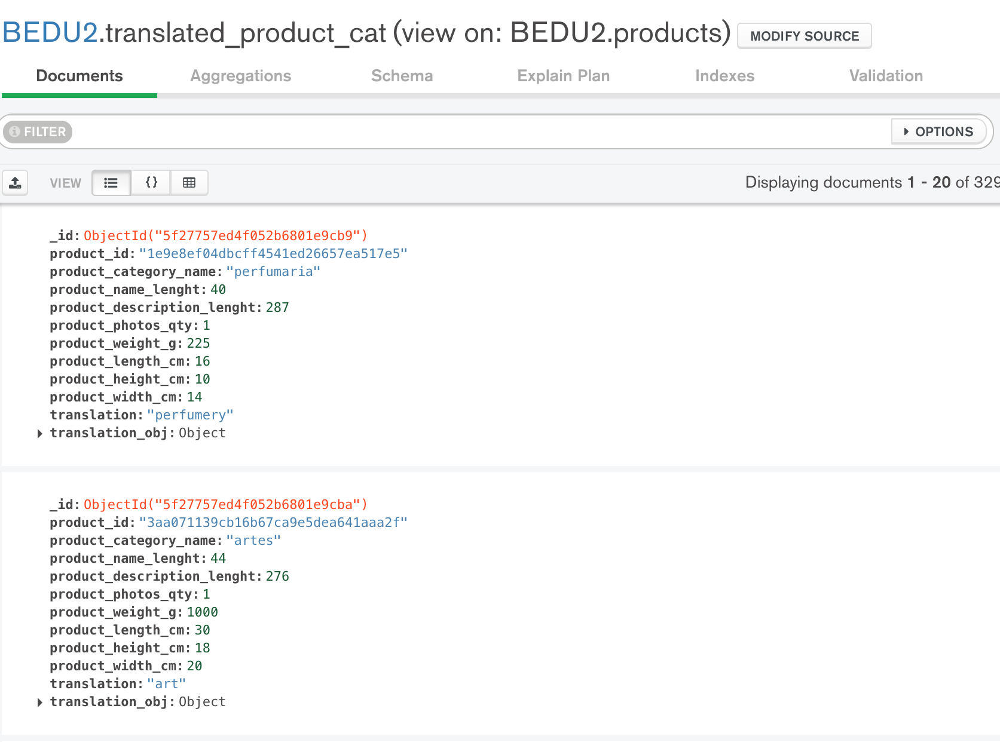 BEDU2.translated_product_cat (view on: BEDU2.products) MODIFY SOURCE
Documents Aggregations Schema Explain Plan Indexes Validation
FILTER OPTIONS
VIEW {} Displaying documents 1 - 20 of 329
_id: ObjectId("5f27757ed4f052b6801e9cb9")
product_id: "1e9e8ef04dbcff4541ed26657ea517e5"
product_category_name: "perfumaria"
product_name_lenght: 40
product_description_lenght: 287
product_photos_qty: 1
product_weight_g: 225
product_length_cm: 16
product_height_cm: 10
product_width_cm: 14
translation: "perfumery"
translation_obj: Object
_id: ObjectId("5f27757ed4f052b6801e9cba")
product_id: "3aa071139cb16b67ca9e5dea641aaa2f"
product_category_name: "artes"
product_name_lenght: 44
product_description_lenght: 276
product_photos_qty: 1
product_weight_g: 1000
product_length_cm: 30
product_height_cm: 18
product_width_cm: 20
translation: "art"
translation_obj: Object